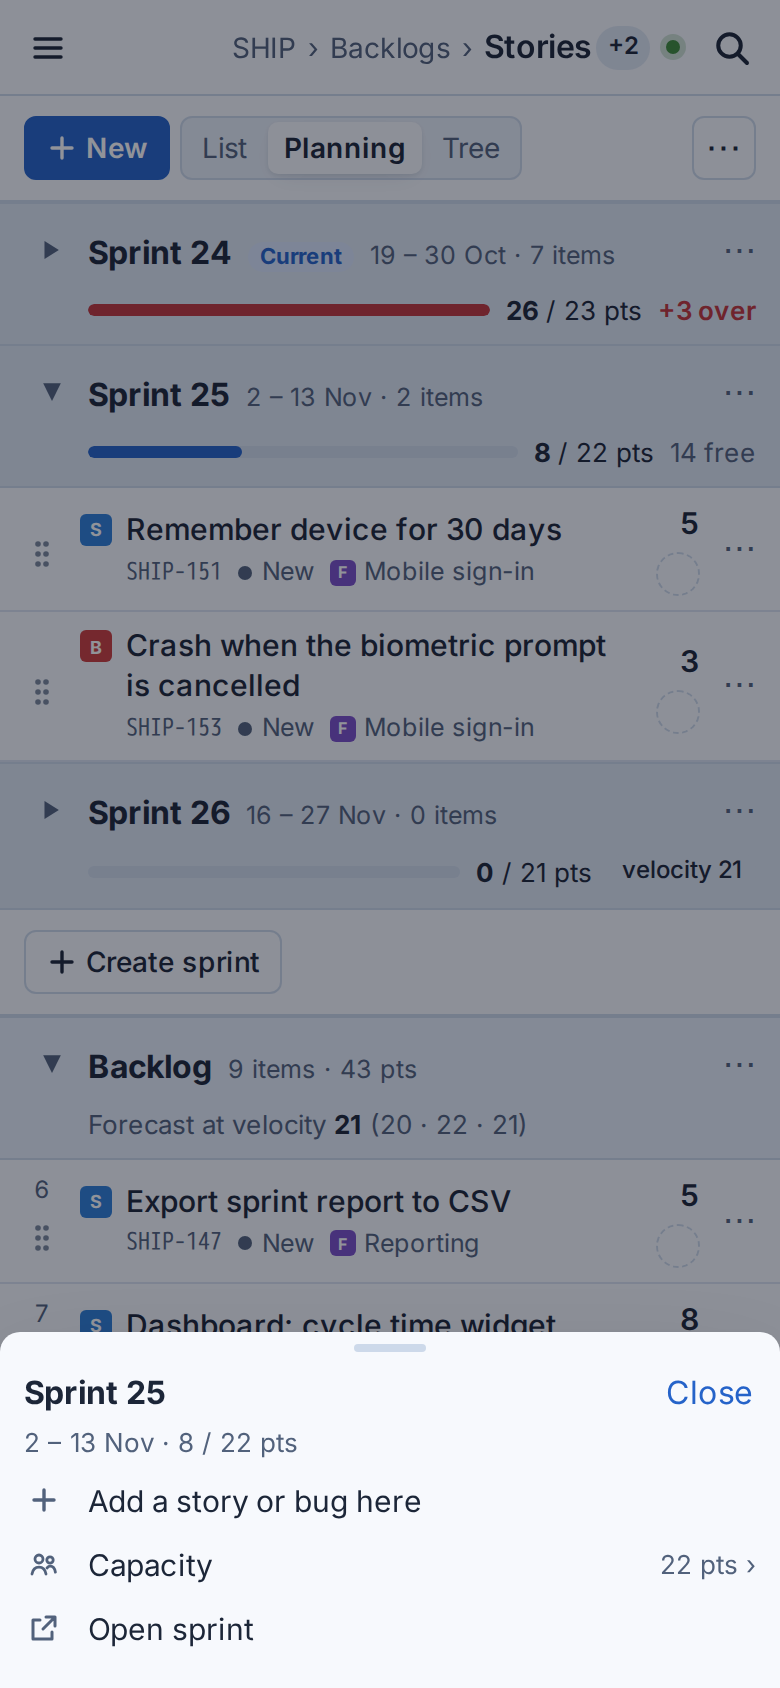 SHIP › Backlogs › Stories +2
+ New List Planning Tree ...
Sprint 24 Current 19 – 30 Oct · 7 items ...
26 / 23 pts +3 over
Sprint 25 2 – 13 Nov · 2 items ...
8 / 22 pts 14 free
S Remember device for 30 days 5 ...
SHIP-151 New F Mobile sign-in
B Crash when the biometric prompt 3 ...
is cancelled
SHIP-153 New F Mobile sign-in
Sprint 26 16 – 27 Nov · 0 items ...
0 / 21 pts velocity 21
+ Create sprint
Backlog 9 items · 43 pts ...
Forecast at velocity 21 (20 · 22 · 21)
6 S Export sprint report to CSV 5 ...
SHIP-147 New F Reporting
7 S Dashboard: cycle time widget 8
Sprint 25 Close
2 – 13 Nov · 8 / 22 pts
+ Add a story or bug here
Capacity 22 pts ›
Open sprint